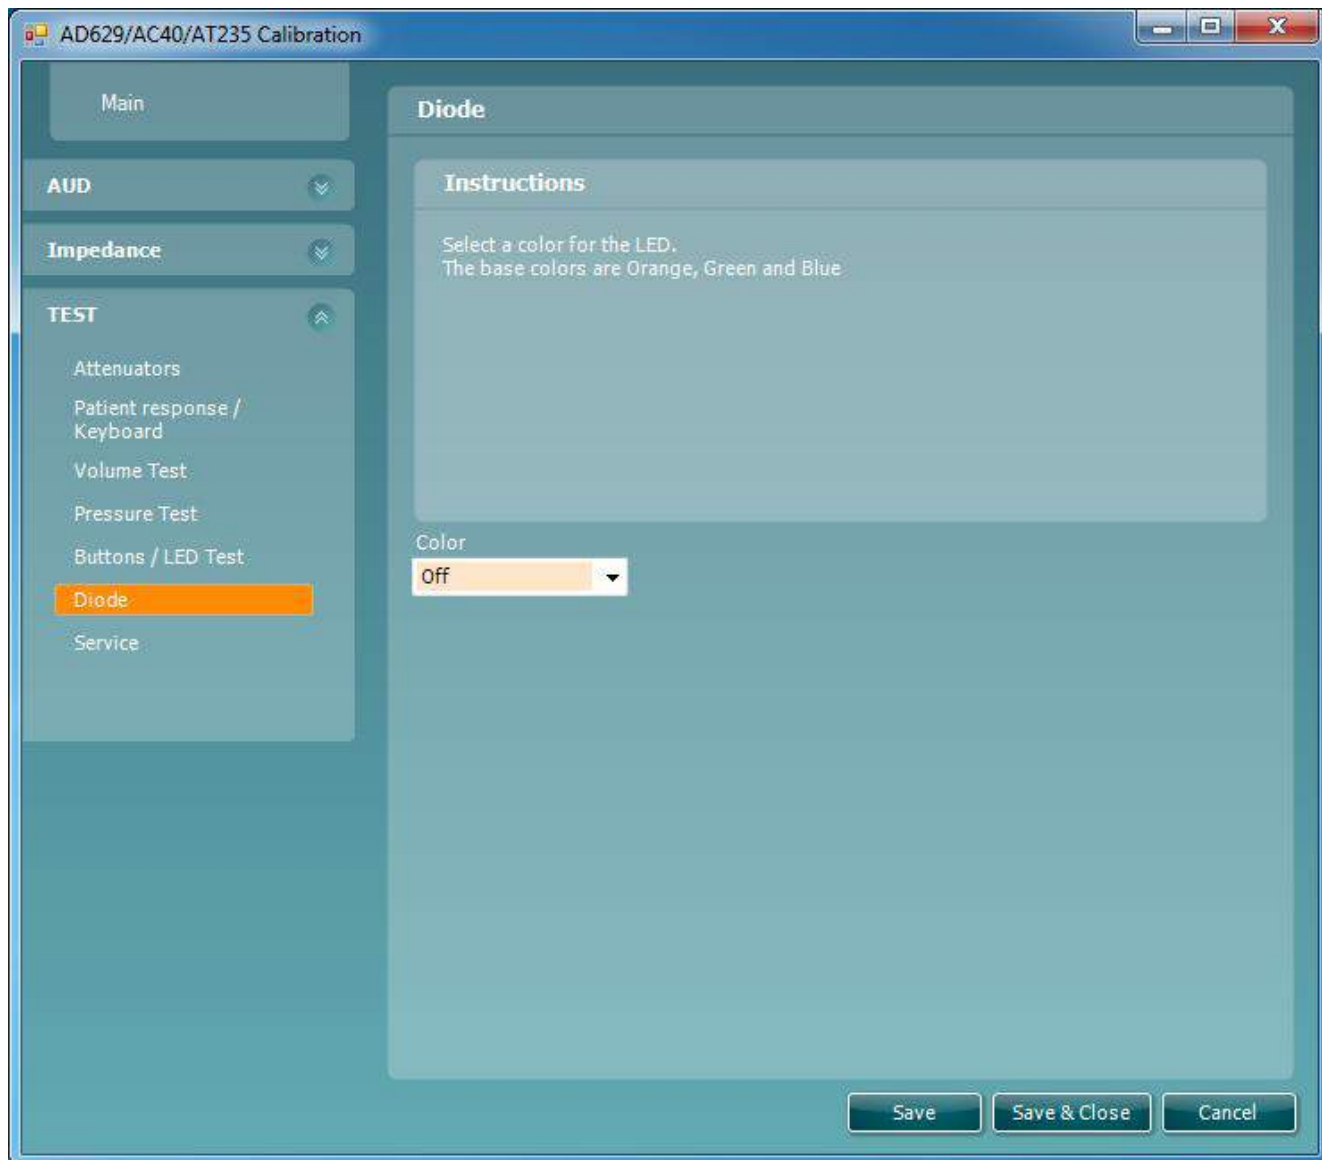 AD629/AC40/AT235 Calibration
Main
AUD
Impedance
TEST
Attenuators
Patient response /
Keyboard
Volume Test
Pressure Test
Buttons / LED Test
Diode
Service
Diode
Instructions
Select a color for the LED.
The base colors are Orange, Green and Blue
Color
Off
Save
Save & Close
Cancel